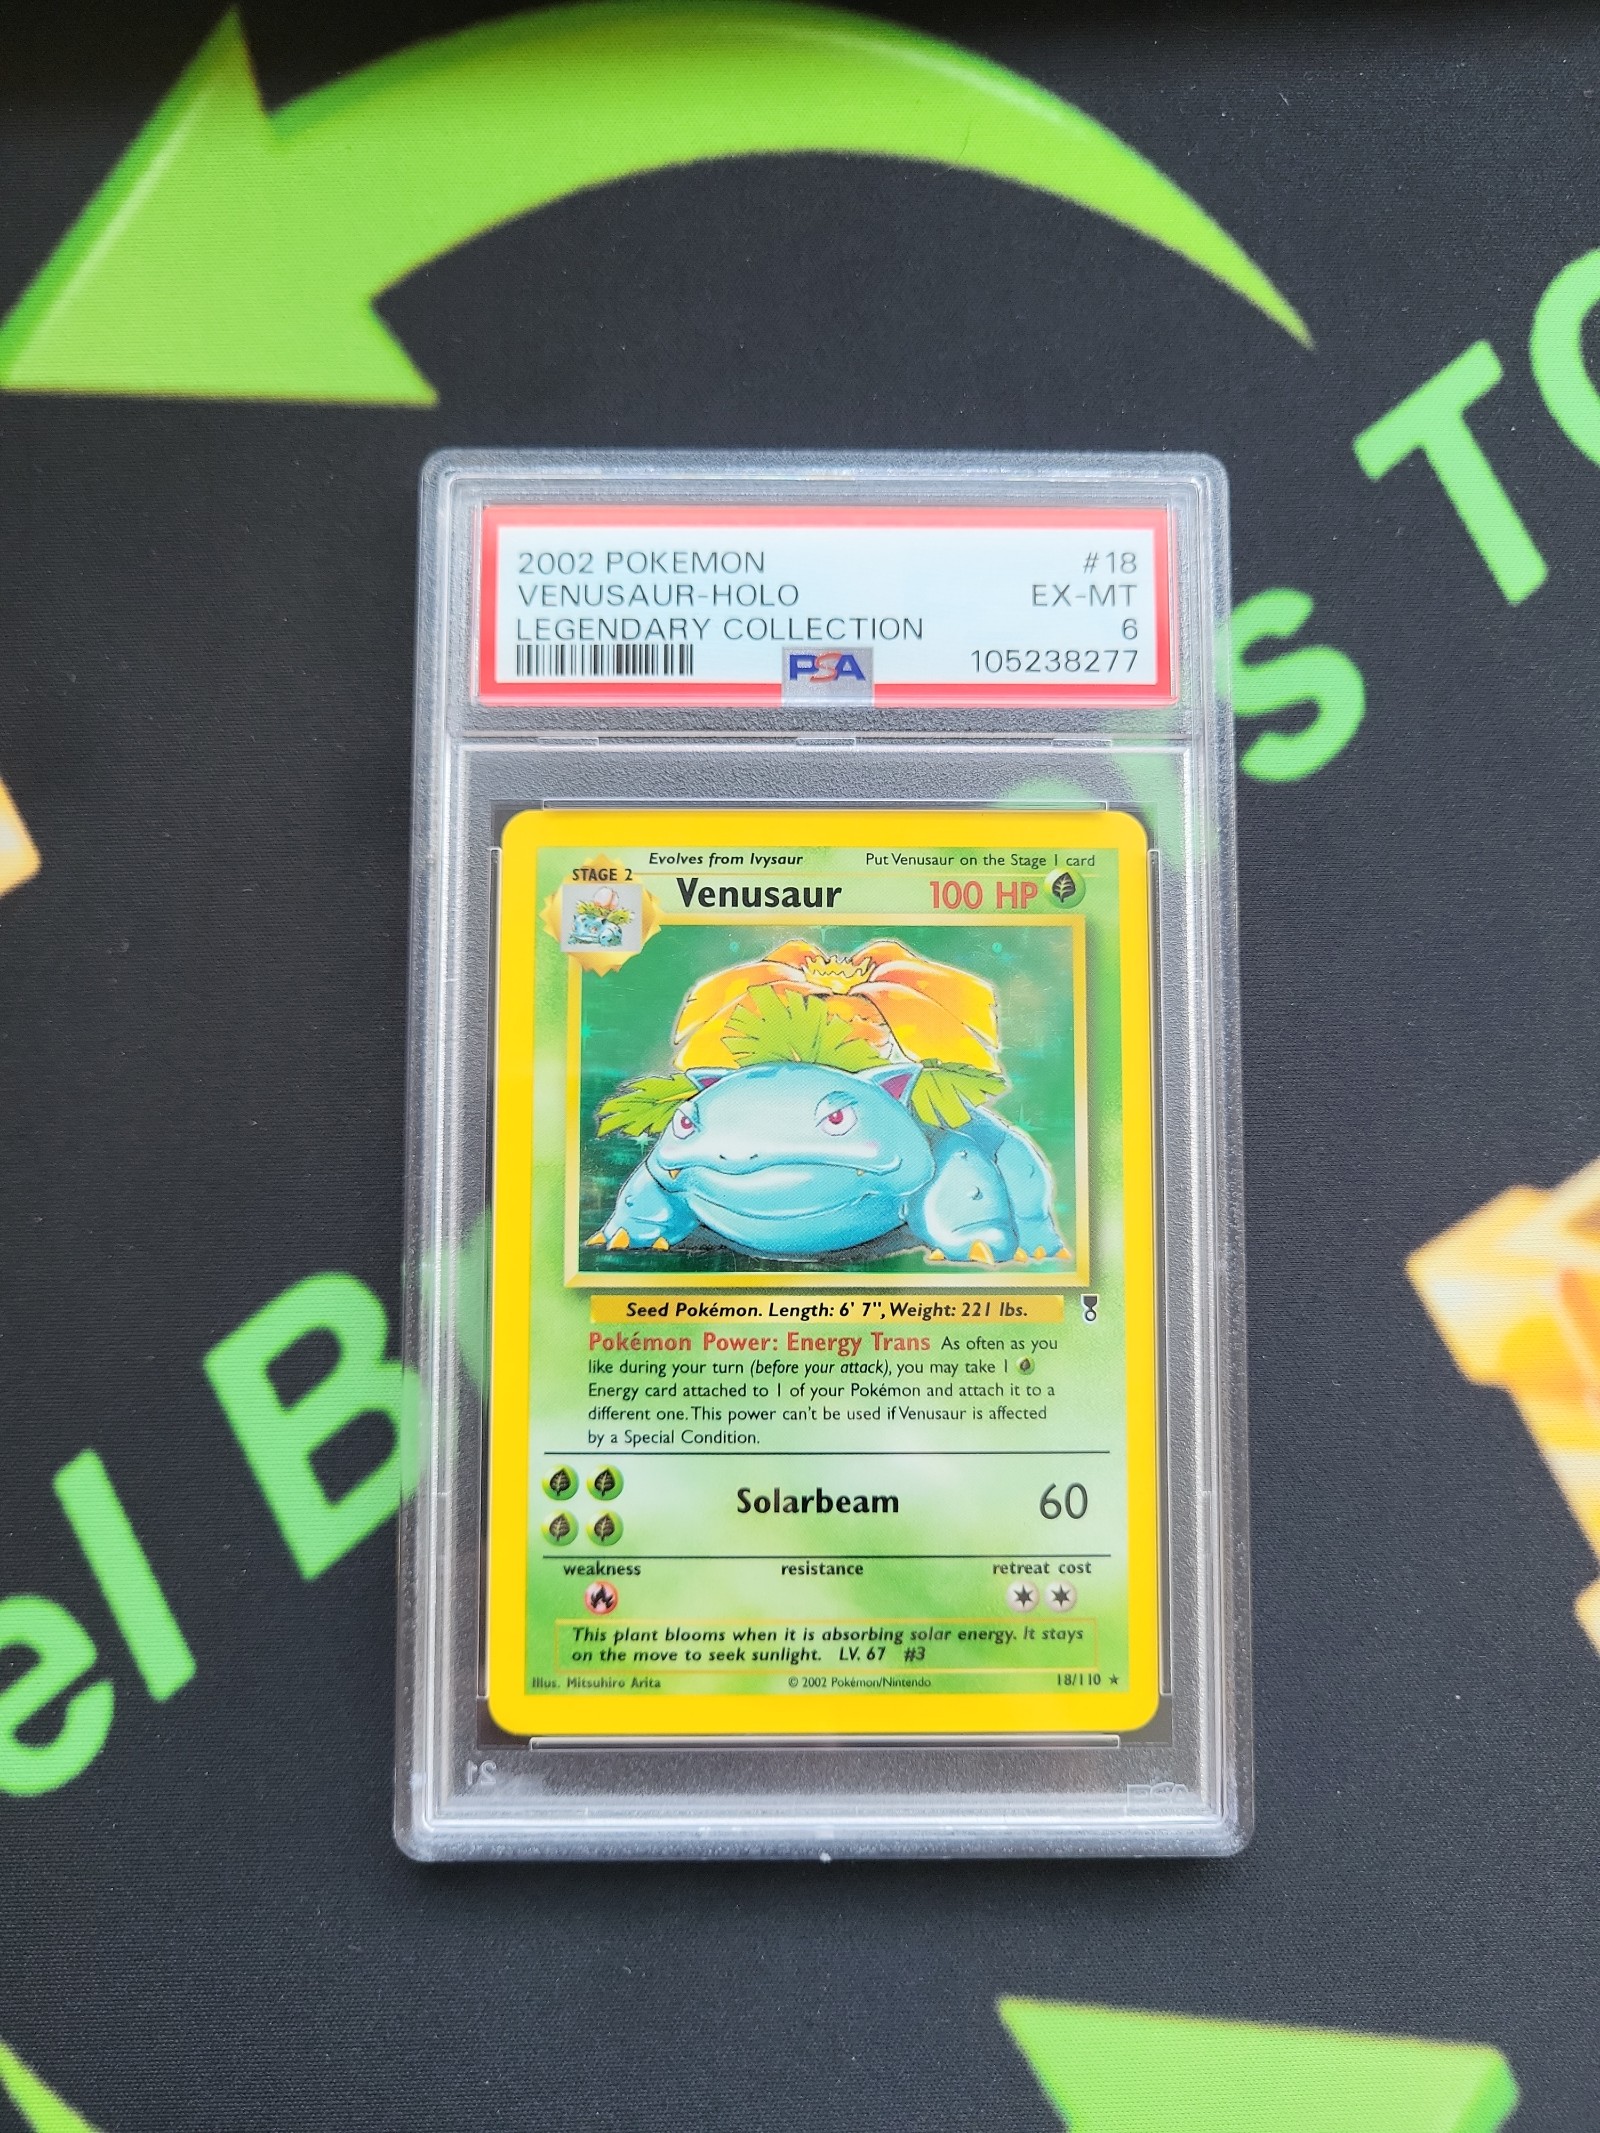 TO
s
el B
2002 POKEMON #18
VENUSAUR-HOLO EX-MT
LEGENDARY COLLECTION 6
PSA 105238277
Evolves from Ivysaur Put Venusaur on the Stage 1 card
STAGE 2 Venusaur 100 HP
Seed Pokémon. Length: 6' 7", Weight: 221 lbs.
Pokémon Power: Energy Trans As often as you
like during your turn (before your attack), you may take 1
Energy card attached to 1 of your Pokémon and attach it to a
different one. This power can't be used if Venusaur is affected
by a Special Condition.
Solarbeam 60
weakness resistance retreat cost
This plant blooms when it is absorbing solar energy. It stays
on the move to seek sunlight. LV. 67 #3
Illus. Mitsuhiro Arita © 2002 Pokémon/Nintendo 18/110
PSA